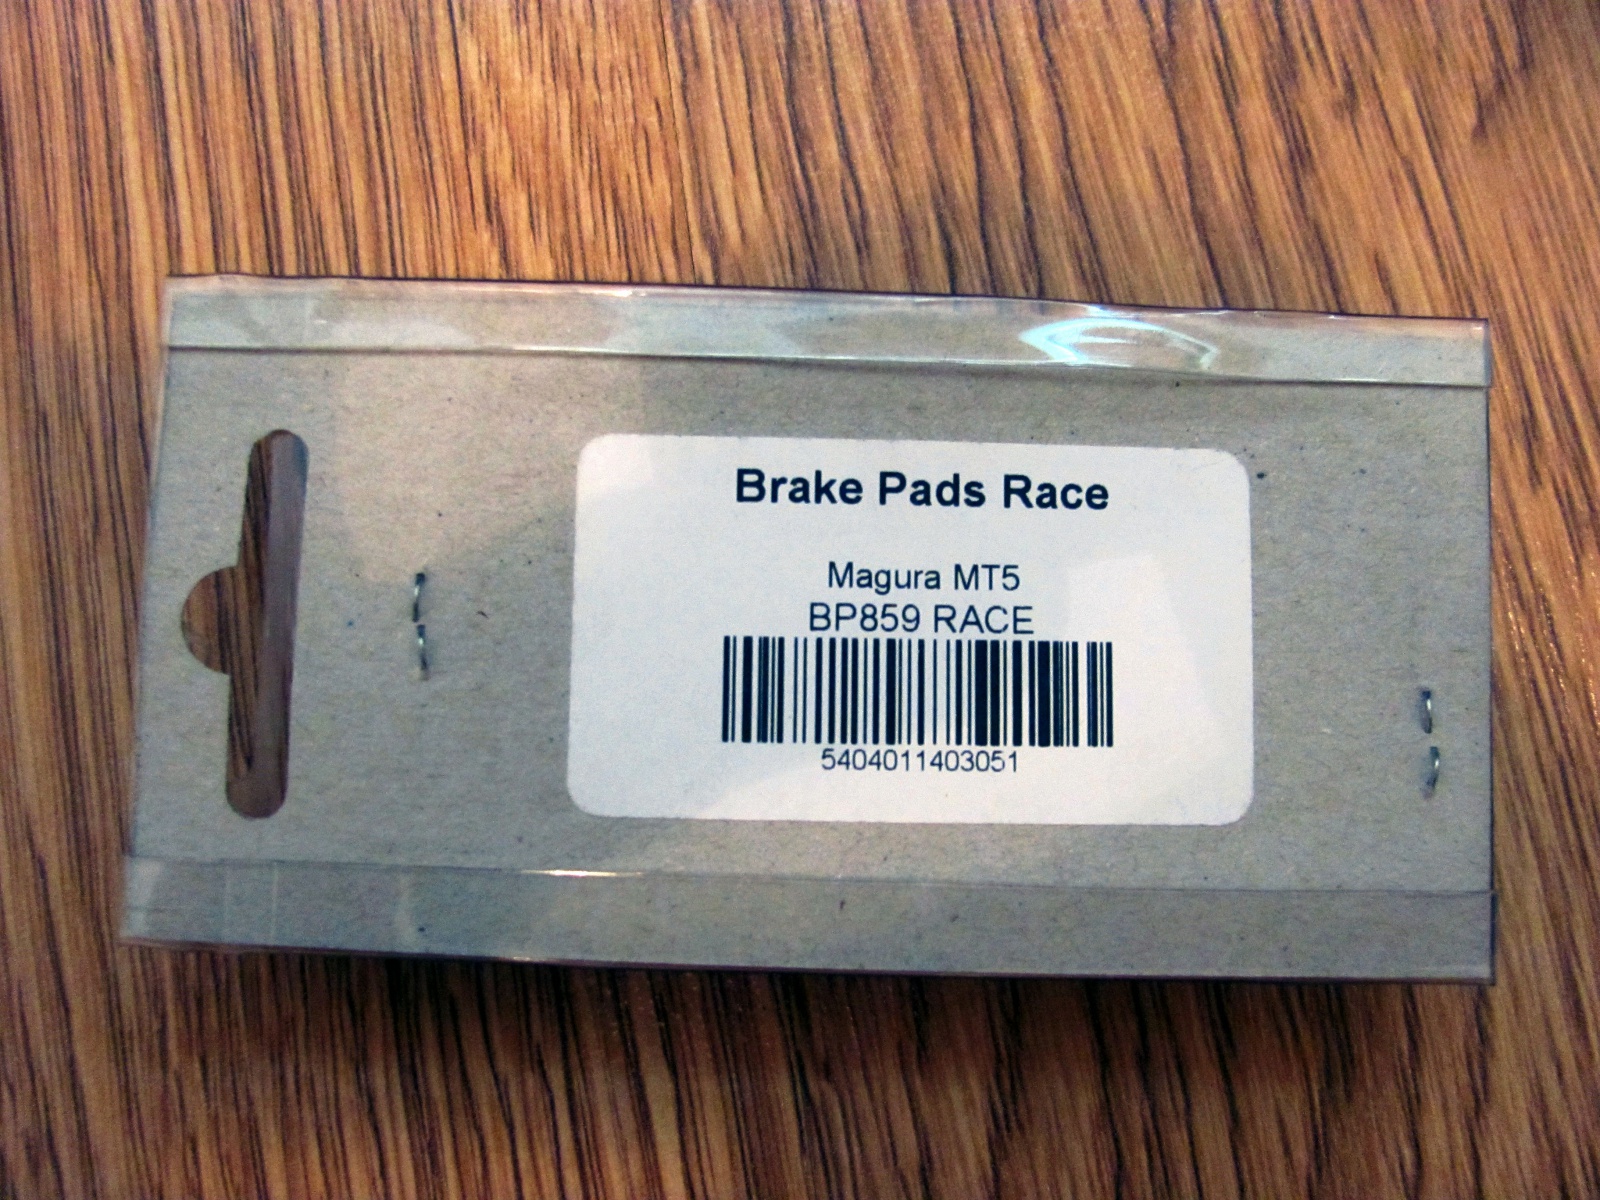 Brake Pads Race
Magura MT5
BP859 RACE
5404011403051